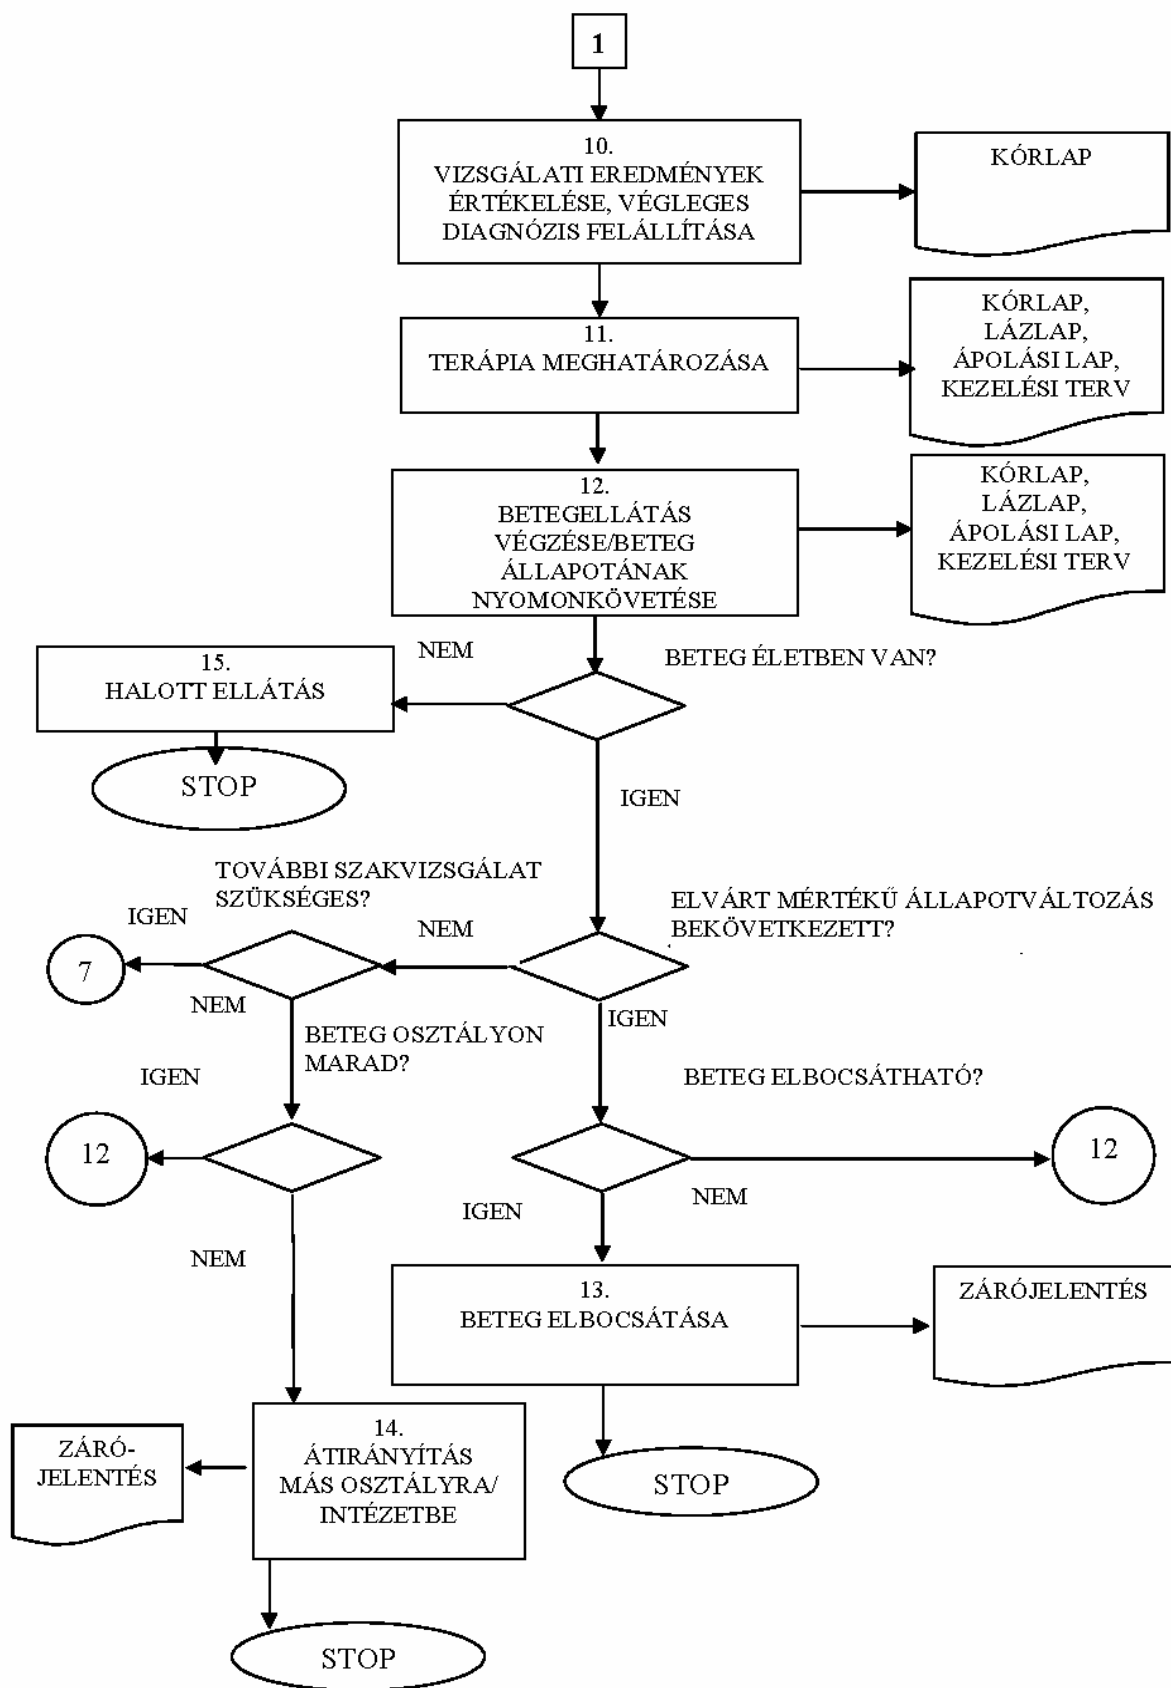 1
10.
VIZSGÁLATI EREDMÉNYEK
ÉRTÉKELÉSE, VÉGLEGES
DIAGNÓZIS FELÁLLÍTÁSA
KÓRLAP
11.
TERÁPIA MEGHATÁROZÁSA
KÓRLAP,
LÁZLAP,
ÁPOLÁSI LAP,
KEZELÉSI TERV
12.
BETEGELLÁTÁS
VÉGZÉSE/BETEG
ÁLLAPOTÁNAK
NYOMONKÖVETÉSE
KÓRLAP,
LÁZLAP,
ÁPOLÁSI LAP,
KEZELÉSI TERV
NEM
BETEG ÉLETBEN VAN?
15.
HALOTT ELLÁTÁS
STOP
IGEN
TOVÁBBI SZAKVIZSGÁLAT
SZÜKSÉGES?
ELVÁRT MÉRTÉKŰ ÁLLAPOTVÁLTOZÁS
BEKÖVETKEZETT?
IGEN
NEM
7
NEM
IGEN
BETEG OSZTÁLYON
MARAD?
IGEN
BETEG ELBOCSÁTHATÓ?
12
12
IGEN
NEM
NEM
13.
BETEG ELBOCSÁTÁSA
ZÁRÓJELENTÉS
14.
ÁTIRÁNYÍTÁS
MÁS OSZTÁLYRA/
INTÉZETBE
ZÁRÓ-
JELENTÉS
STOP
STOP